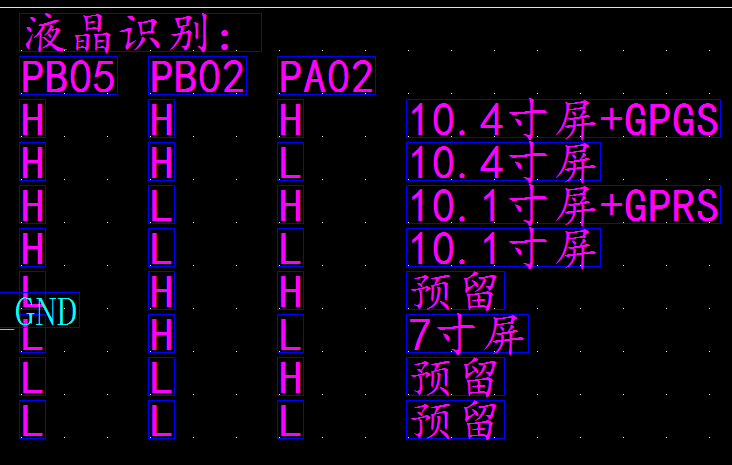 液晶识别：
PB05 PB02 PA02
H H H 10.4寸屏+GPGS
H H L 10.4寸屏
H L H 10.1寸屏+GPRS
H L L 10.1寸屏
L H H 预留
GND
L H L 7寸屏
L L H 预留
L L L 预留